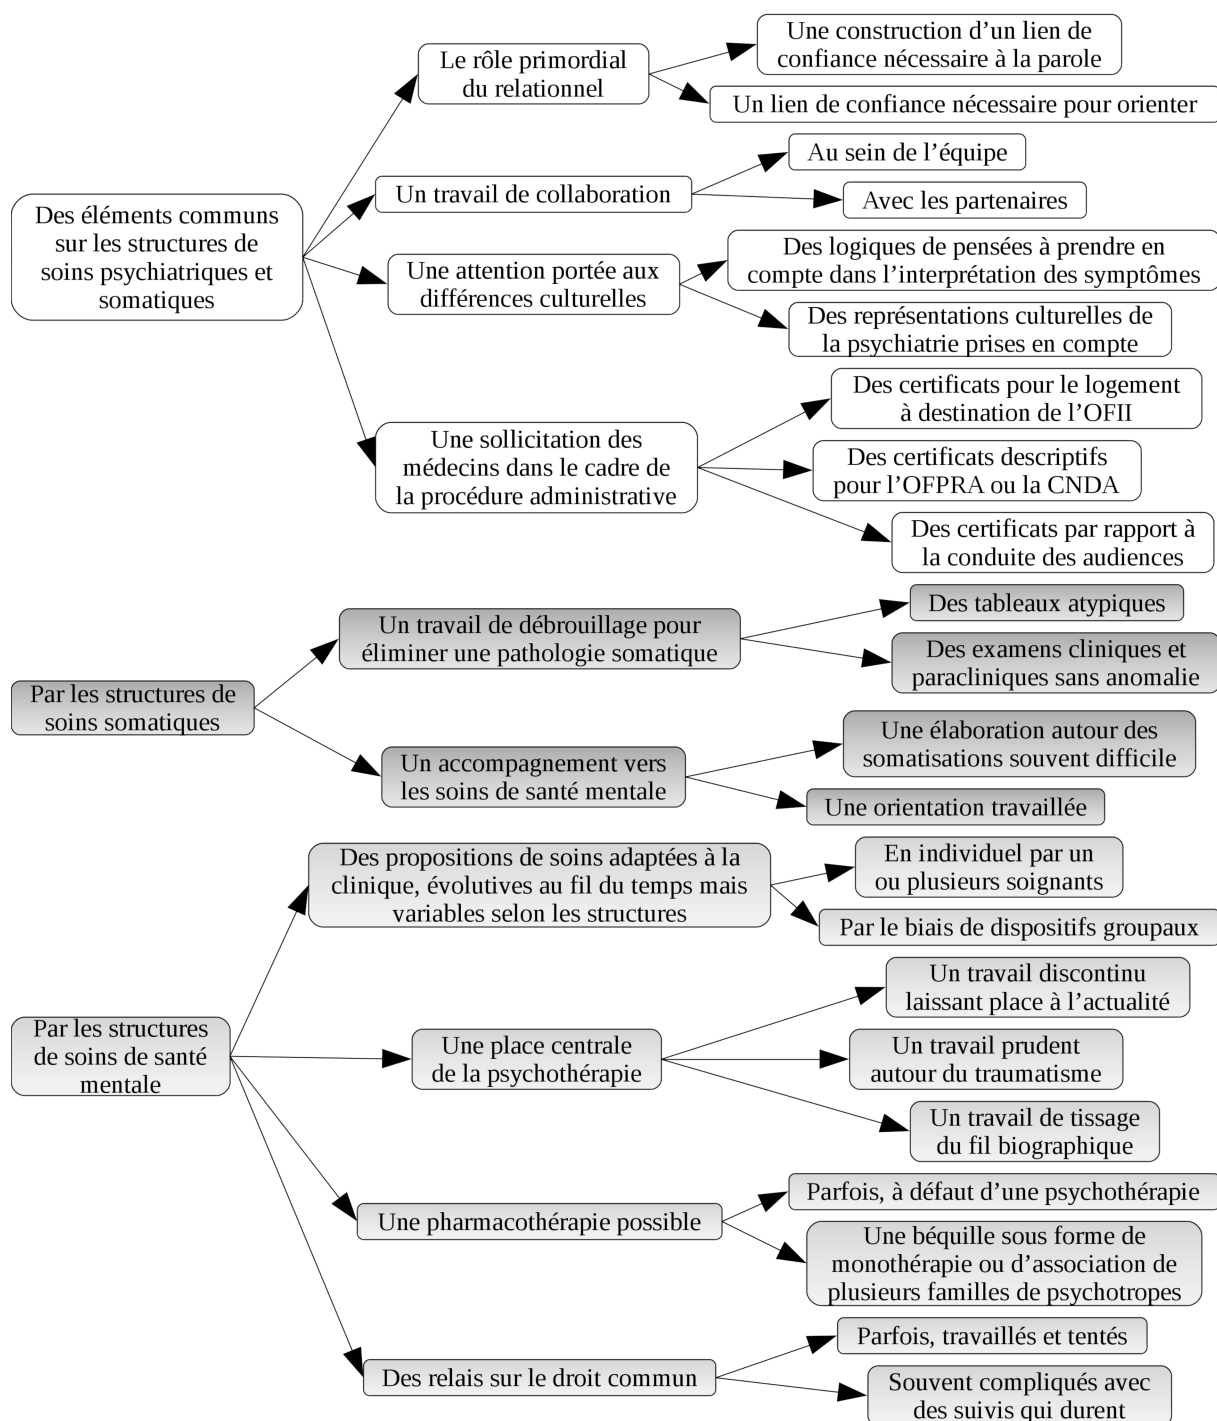 Des éléments communs
sur les structures de
soins psychiatriques et
somatiques
Le rôle primordial
du relationnel
Une construction d’un lien de
confiance nécessaire à la parole
Un lien de confiance nécessaire pour orienter
Un travail de collaboration
Au sein de l’équipe
Avec les partenaires
Une attention portée aux
différences culturelles
Des logiques de pensées à prendre en
compte dans l’interprétation des symptômes
Des représentations culturelles de
la psychiatrie prises en compte
Une sollicitation des
médecins dans le cadre de
la procédure administrative
Des certificats pour le logement
à destination de l’OFII
Des certificats descriptifs
pour l’OFPRA ou la CNDA
Des certificats par rapport à
la conduite des audiences
Par les structures de
soins somatiques
Un travail de débrouillage pour
éliminer une pathologie somatique
Des tableaux atypiques
Des examens cliniques et
paracliniques sans anomalie
Un accompagnement vers
les soins de santé mentale
Une élaboration autour des
somatisations souvent difficile
Une orientation travaillée
Par les structures
de soins de santé
mentale
Des propositions de soins adaptées à la
clinique, évolutives au fil du temps mais
variables selon les structures
En individuel par un
ou plusieurs soignants
Par le biais de dispositifs groupaux
Une place centrale
de la psychothérapie
Un travail discontinu
laissant place à l’actualité
Un travail prudent
autour du traumatisme
Un travail de tissage
du fil biographique
Une pharmacothérapie possible
Parfois, à défaut d’une psychothérapie
Une béquille sous forme de
monothérapie ou d’association de
plusieurs familles de psychotropes
Des relais sur le droit commun
Parfois, travaillés et tentés
Souvent compliqués avec
des suivis qui durent